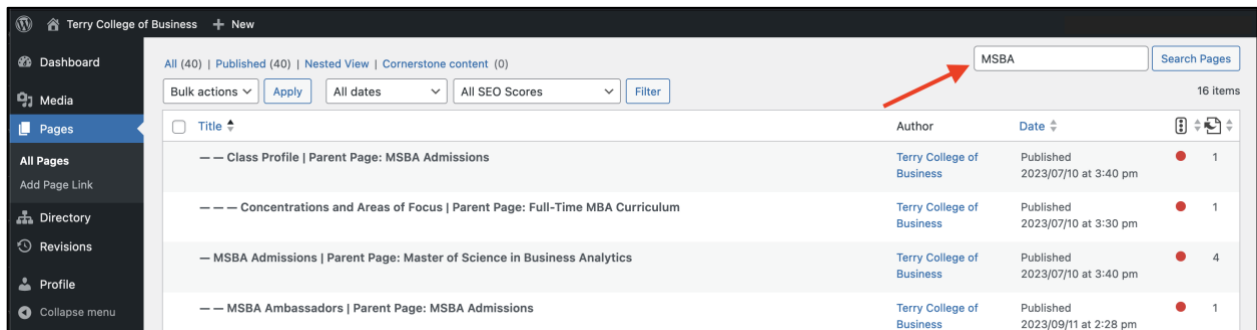 Terry College of Business + New
Dashboard
Media
Pages
All Pages
Add Page Link
Directory
Revisions
Profile
Collapse menu
All (40) | Published (40) | Nested View | Cornerstone content (0)
MSBA Search Pages
Bulk actions Apply All dates All SEO Scores Filter 16 items
Title Author Date
— — Class Profile | Parent Page: MSBA Admissions Terry College of Published 1
Business 2023/07/10 at 3:40 pm
— — — Concentrations and Areas of Focus | Parent Page: Full-Time MBA Curriculum Terry College of Published 1
Business 2023/07/10 at 3:30 pm
— MSBA Admissions | Parent Page: Master of Science in Business Analytics Terry College of Published 4
Business 2023/07/10 at 3:40 pm
— — MSBA Ambassadors | Parent Page: MSBA Admissions Terry College of Published 1
Business 2023/09/11 at 2:28 pm